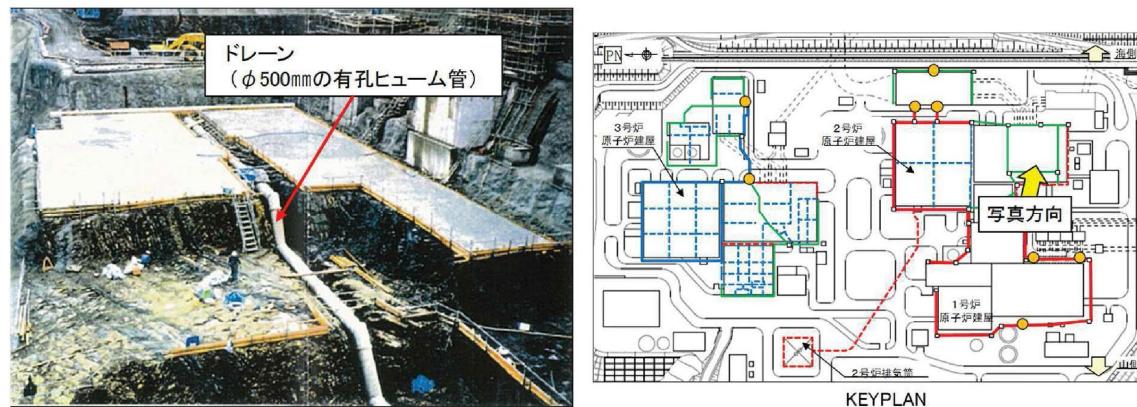 ドレーン
（φ500㎜の有孔ヒューム管）
PN
海側
3号炉
原子炉建屋
2号炉
原子炉建屋
写真方向
1号炉
原子炉建屋
2号炉排気筒
山側
KEYPLAN